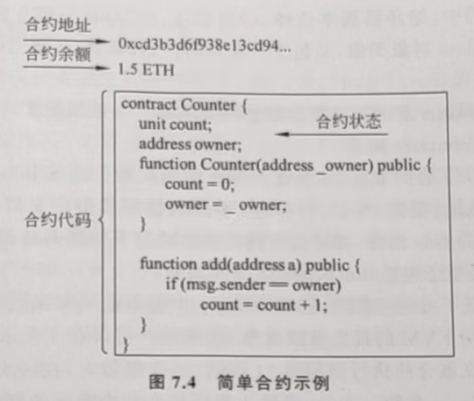 合约地址
0xcd3b3d6f938e13cd94...
合约余额
1.5 ETH
contract Counter {
unit count;
合约状态
address owner;
function Counter(address _owner) public {
count = 0;
owner = _ owner;
}
合约代码
function add(address a) public {
if (msg.sender == owner)
count = count + 1;
}
}
图 7.4 简单合约示例